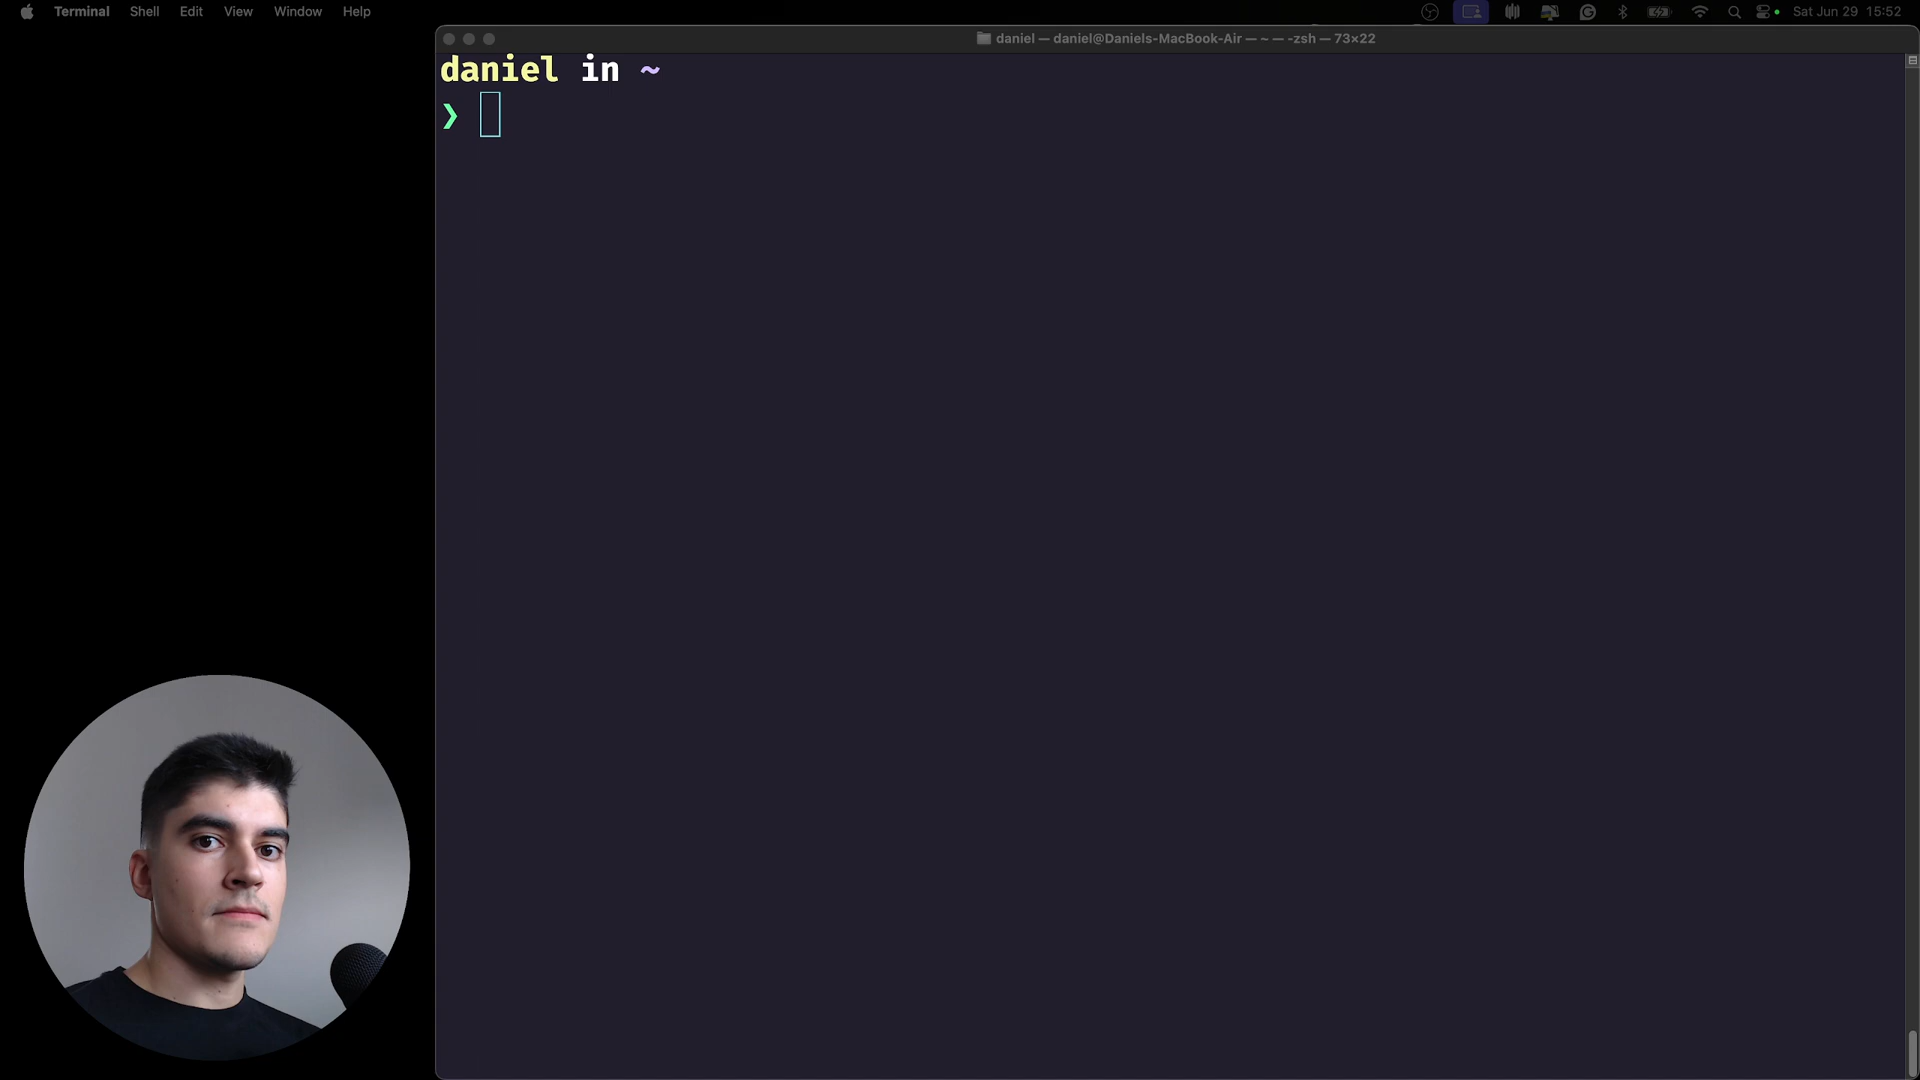 Terminal Shell Edit View Window Help
Sat Jun 29 15:52
daniel — daniel@Daniels-MacBook-Air — ~ — -zsh — 73×22
daniel in ~
❯